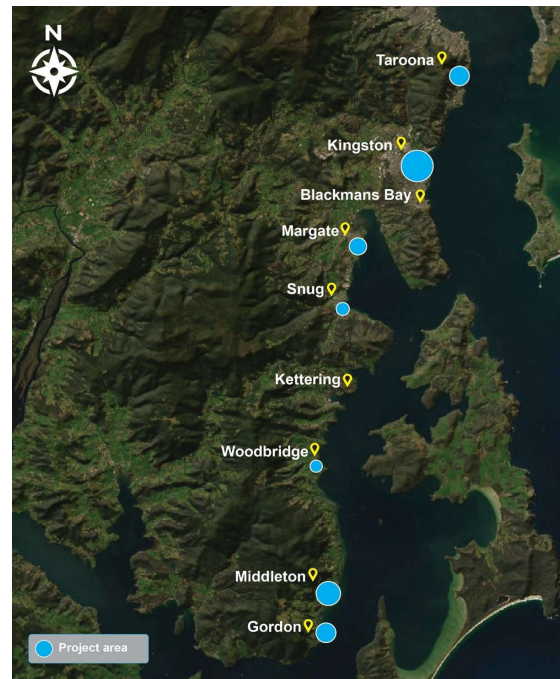 N
Taroona
Kingston
Blackmans Bay
Margate
Snug
Kettering
Woodbridge
Middleton
Gordon
Project area